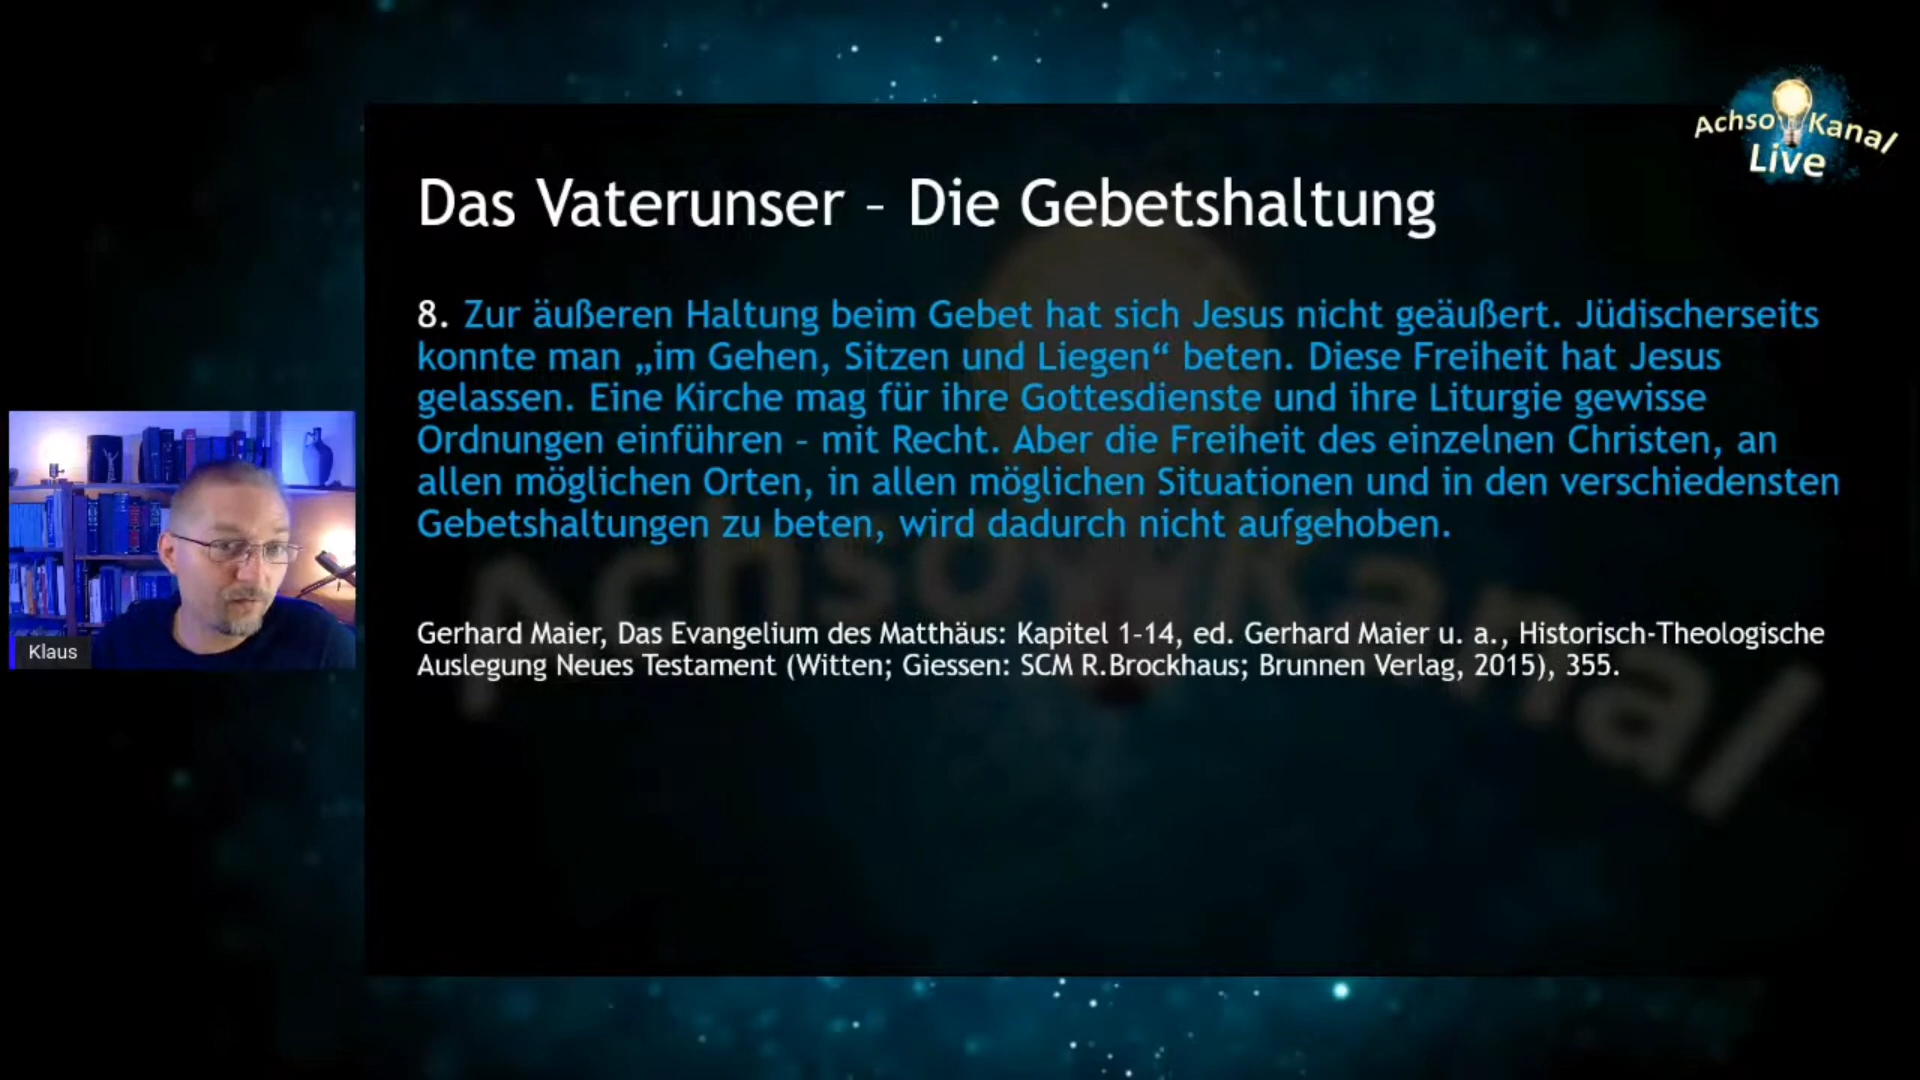 Achso Kanal
Live
Das Vaterunser – Die Gebetshaltung
8. Zur äußeren Haltung beim Gebet hat sich Jesus nicht geäußert. Jüdischerseits
konnte man „im Gehen, Sitzen und Liegen“ beten. Diese Freiheit hat Jesus
gelassen. Eine Kirche mag für ihre Gottesdienste und ihre Liturgie gewisse
Ordnungen einführen – mit Recht. Aber die Freiheit des einzelnen Christen, an
allen möglichen Orten, in allen möglichen Situationen und in den verschiedensten
Gebetshaltungen zu beten, wird dadurch nicht aufgehoben.
Achso Kanal
Gerhard Maier, Das Evangelium des Matthäus: Kapitel 1–14, ed. Gerhard Maier u. a., Historisch-Theologische
Auslegung Neues Testament (Witten; Giessen: SCM R.Brockhaus; Brunnen Verlag, 2015), 355.
Klaus